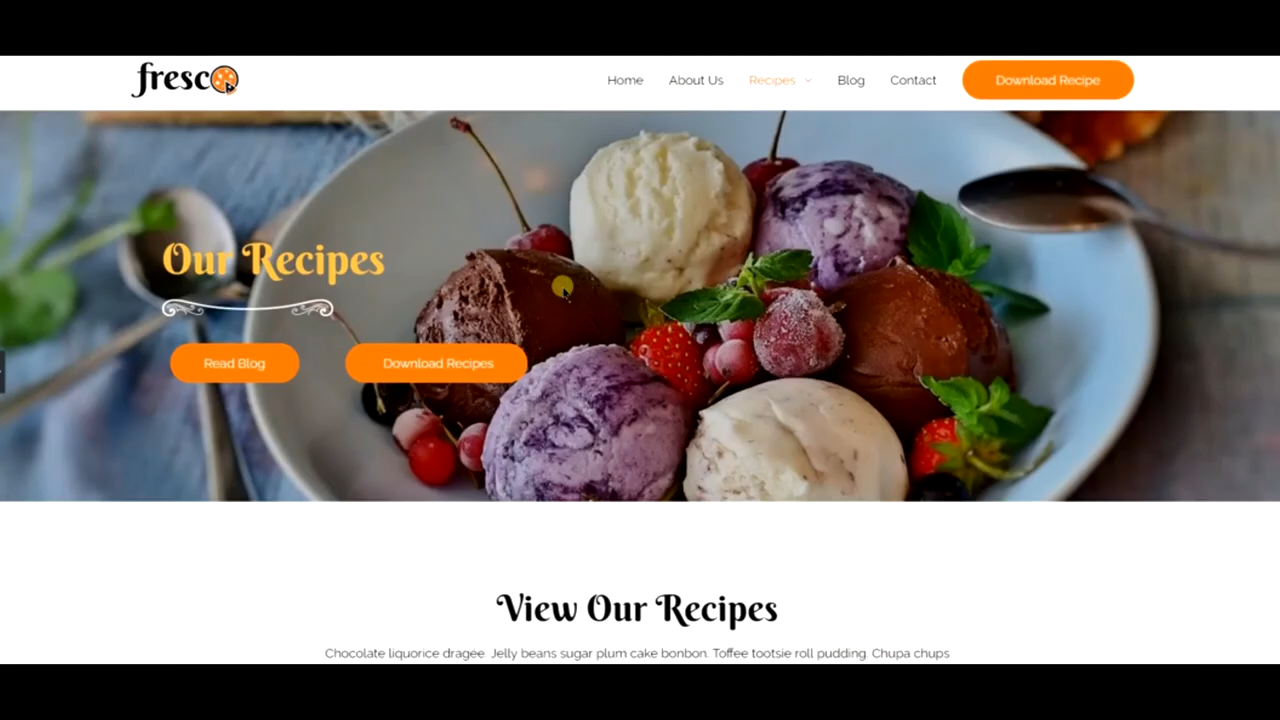 fresco
Home About Us Recipes Blog Contact Download Recipe
Our Recipes
Read Blog Download Recipes
View Our Recipes
Chocolate liquorice dragée. Jelly beans sugar plum cake bonbon. Toffee tootsie roll pudding. Chupa chups